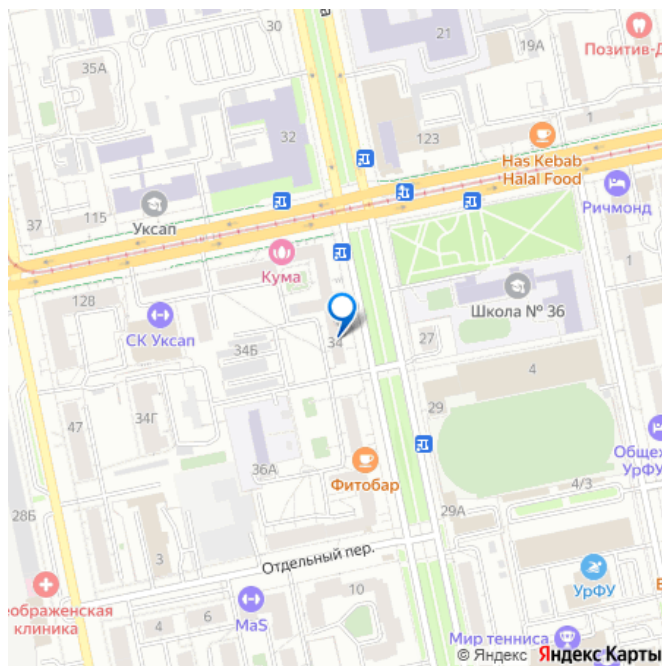 30
21
19А
Позитив-Д
35А
32
123
1
Has Kebab
Halal Food
Уксап
37
115
Ричмонд
Кума
1
128
Школа № 36
СК Уксап
34
27
34Б
4
34Г
29
47
36А
Фитобар
Общеж
УрФУ
4/3
28Б
29А
3
Отдельный пер.
УрФУ
еображенская
клиника
10
6
4
MaS
Мир тенниса
© Яндекс Яндекс Карты